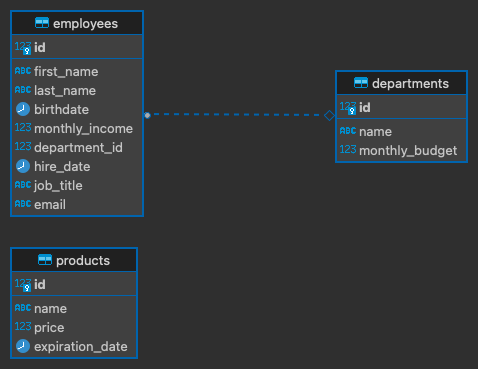 employees
123 id
ABC first_name
ABC last_name
birthdate
123 monthly_income
123 department_id
hire_date
ABC job_title
ABC email
departments
123 id
ABC name
123 monthly_budget
products
123 id
ABC name
123 price
expiration_date